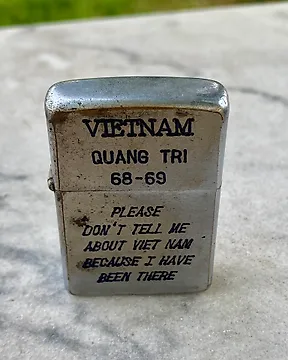 VIETNAM
QUANG TRI
68-69
PLEASE
DON'T TELL ME
ABOUT VIET NAM
BECAUSE I HAVE
BEEN THERE